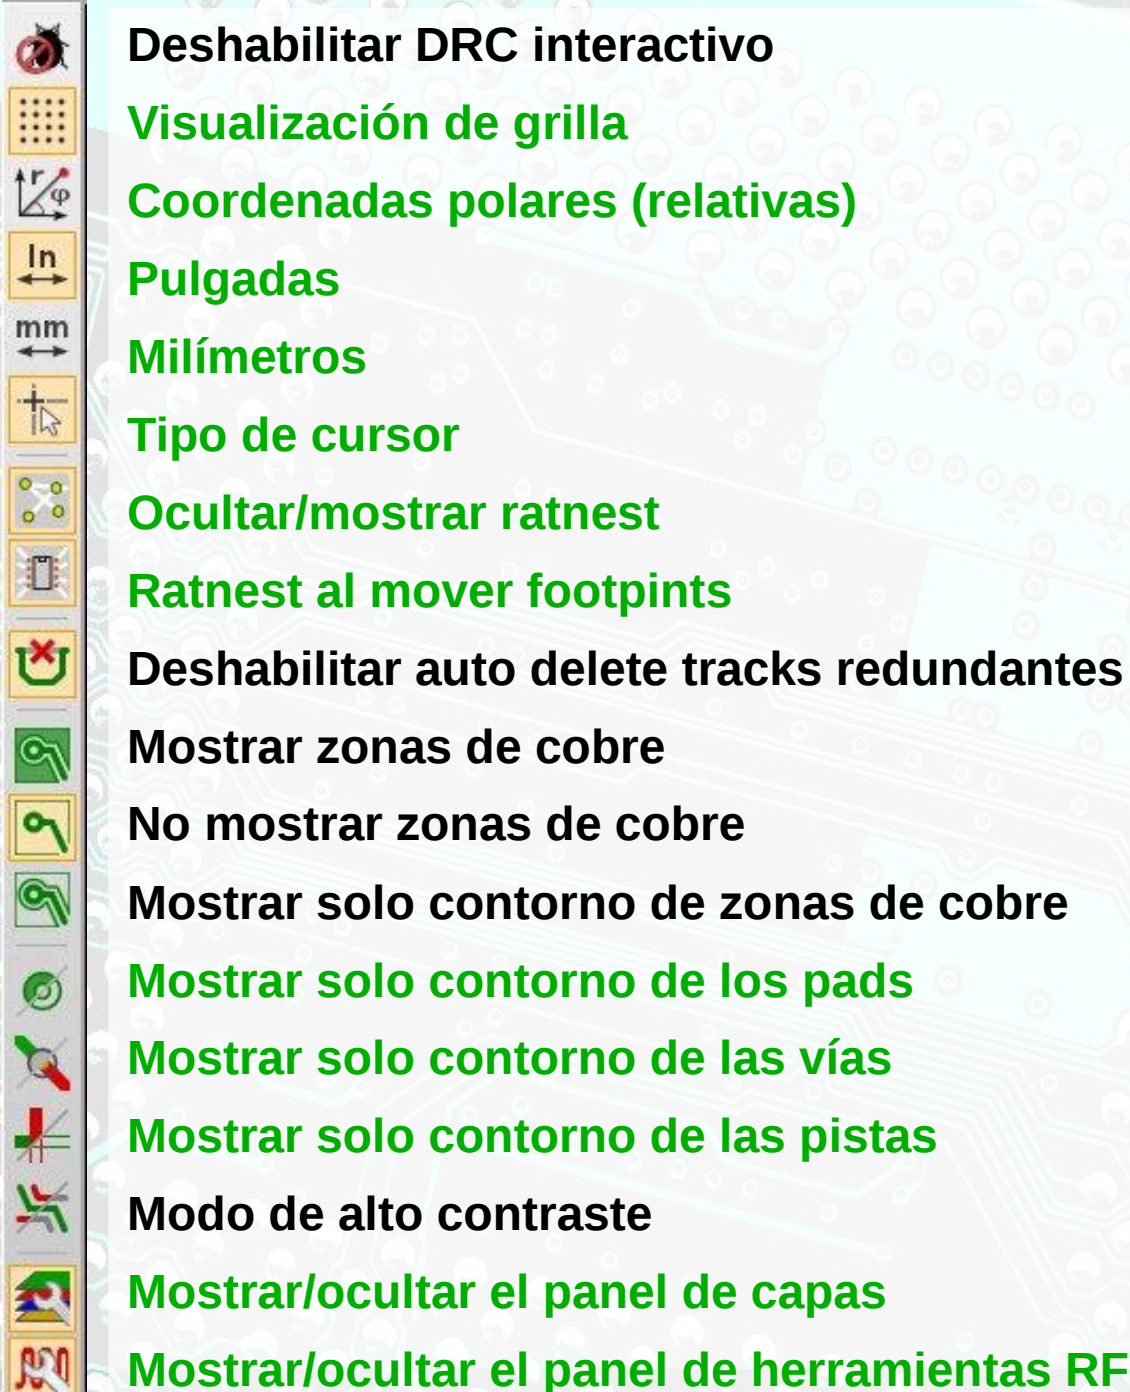 Deshabilitar DRC interactivo
Visualización de grilla
r φ
Coordenadas polares (relativas)
In
Pulgadas
mm
Milímetros
Tipo de cursor
Ocultar/mostrar ratnest
Ratnest al mover footpints
Deshabilitar auto delete tracks redundantes
Mostrar zonas de cobre
No mostrar zonas de cobre
Mostrar solo contorno de zonas de cobre
Mostrar solo contorno de los pads
Mostrar solo contorno de las vías
Mostrar solo contorno de las pistas
Modo de alto contraste
Mostrar/ocultar el panel de capas
Mostrar/ocultar el panel de herramientas RF